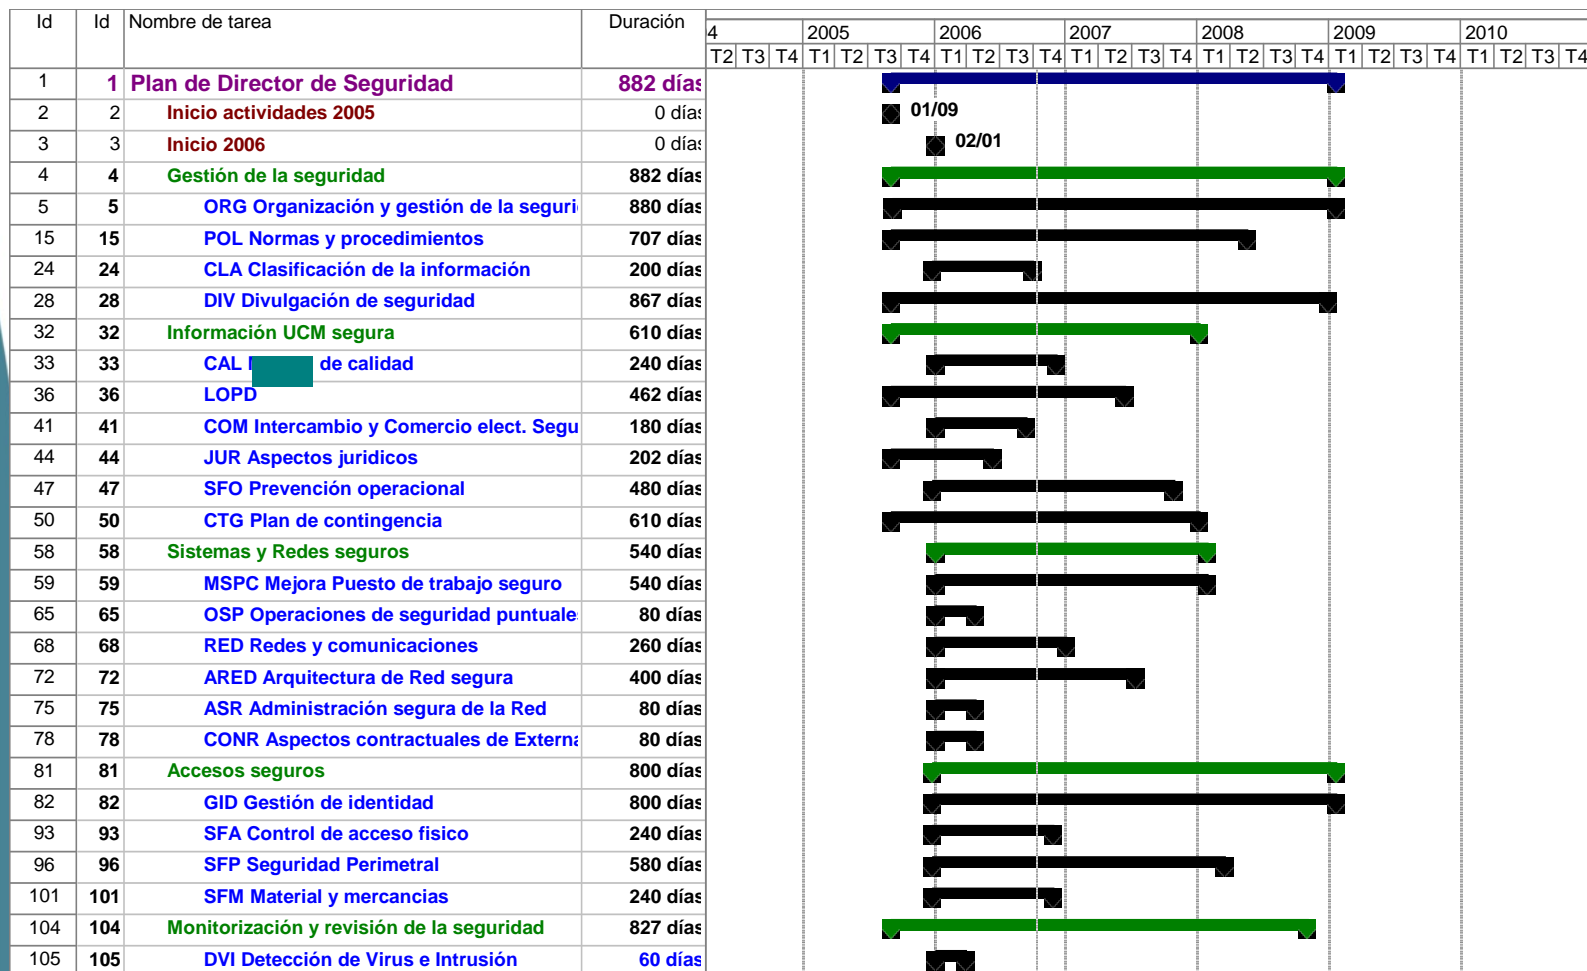 Id Id Nombre de tarea Duración
4 2005 2006 2007 2008 2009 2010
T2 T3 T4 T1 T2 T3 T4 T1 T2 T3 T4 T1 T2 T3 T4 T1 T2 T3 T4 T1 T2 T3 T4 T1 T2 T3 T4
1 1 Plan de Director de Seguridad 882 días
2 2 Inicio actividades 2005 0 días 01/09
3 3 Inicio 2006 0 días 02/01
4 4 Gestión de la seguridad 882 días
5 5 ORG Organización y gestión de la seguri 880 días
15 15 POL Normas y procedimientos 707 días
24 24 CLA Clasificación de la información 200 días
28 28 DIV Divulgación de seguridad 867 días
32 32 Información UCM segura 610 días
33 33 CAL de calidad 240 días
36 36 LOPD 462 días
41 41 COM Intercambio y Comercio elect. Segu 180 días
44 44 JUR Aspectos juridicos 202 días
47 47 SFO Prevención operacional 480 días
50 50 CTG Plan de contingencia 610 días
58 58 Sistemas y Redes seguros 540 días
59 59 MSPC Mejora Puesto de trabajo seguro 540 días
65 65 OSP Operaciones de seguridad puntuales 80 días
68 68 RED Redes y comunicaciones 260 días
72 72 ARED Arquitectura de Red segura 400 días
75 75 ASR Administración segura de la Red 80 días
78 78 CONR Aspectos contractuales de Externa 80 días
81 81 Accesos seguros 800 días
82 82 GID Gestión de identidad 800 días
93 93 SFA Control de acceso fisico 240 días
96 96 SFP Seguridad Perimetral 580 días
101 101 SFM Material y mercancias 240 días
104 104 Monitorización y revisión de la seguridad 827 días
105 105 DVI Detección de Virus e Intrusión 60 días